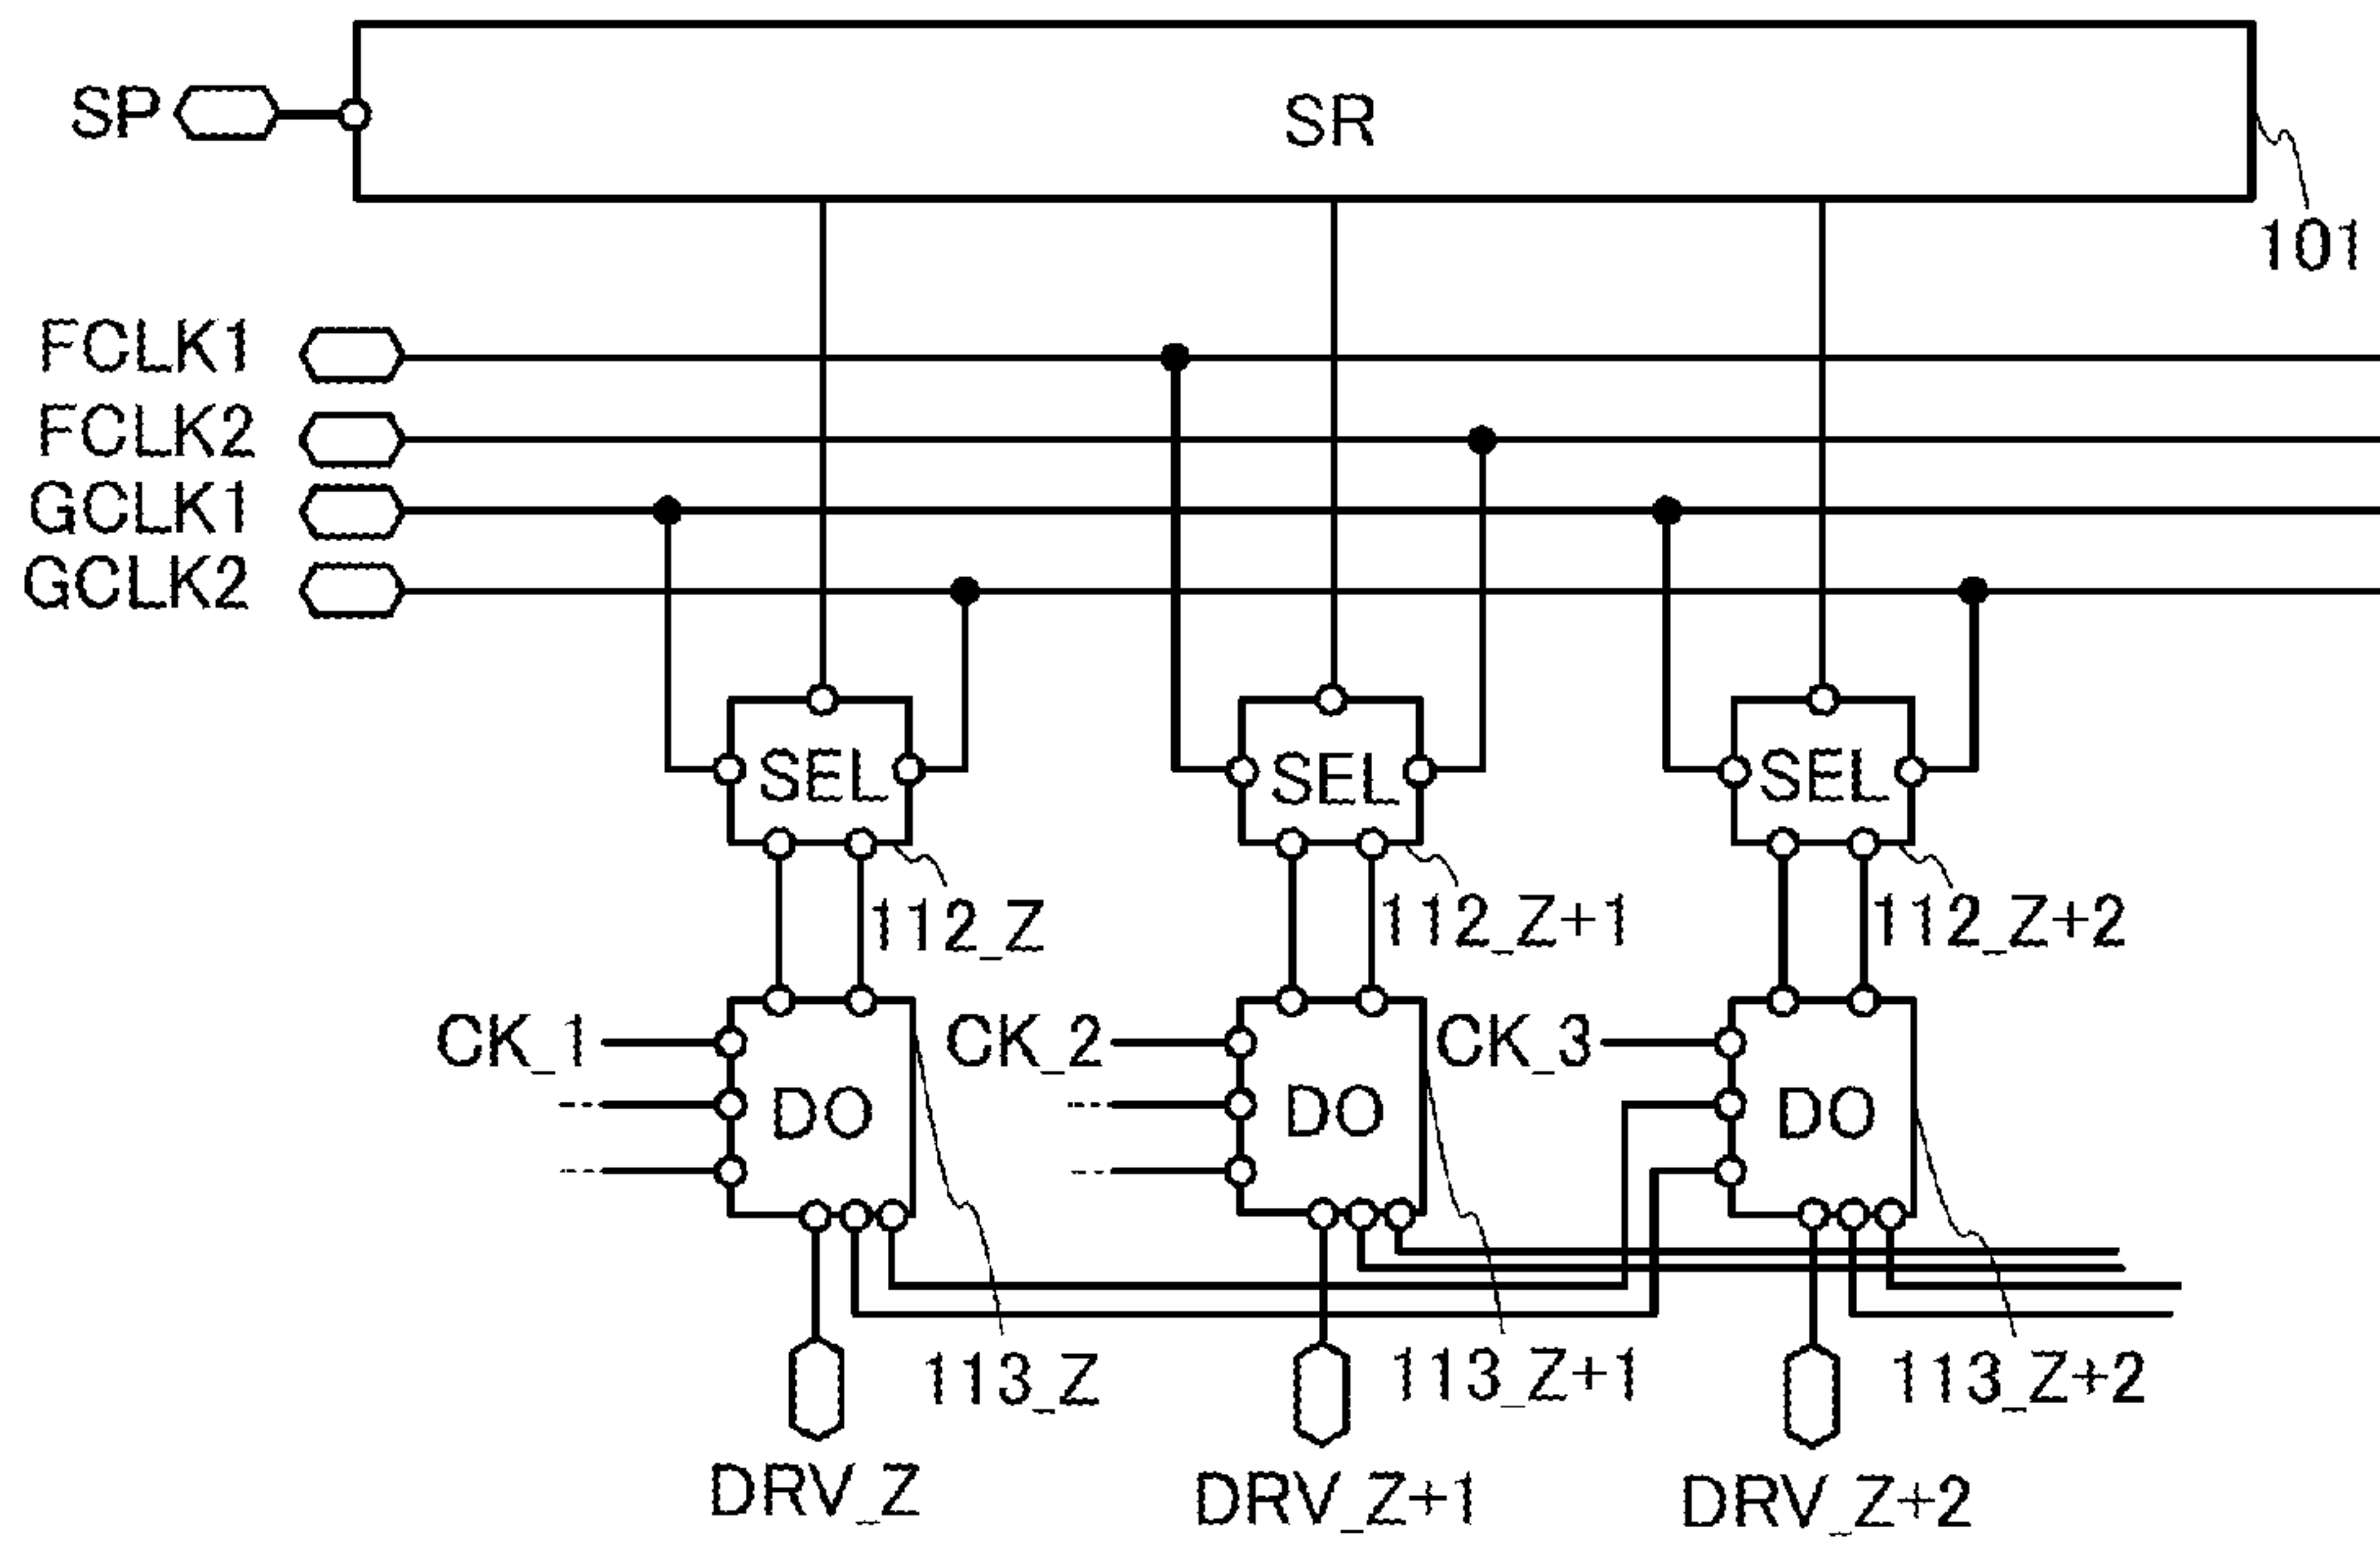 SP
SR
101
FCLK1
FCLK2
GCLK1
GCLK2
SEL
SEL
SEL
112_Z
112_Z+1
112_Z+2
CK_1
CK_2
CK_3
DO
DO
DO
113_Z
113_Z+1
113_Z+2
DRV_Z
DRV_Z+1
DRV_Z+2